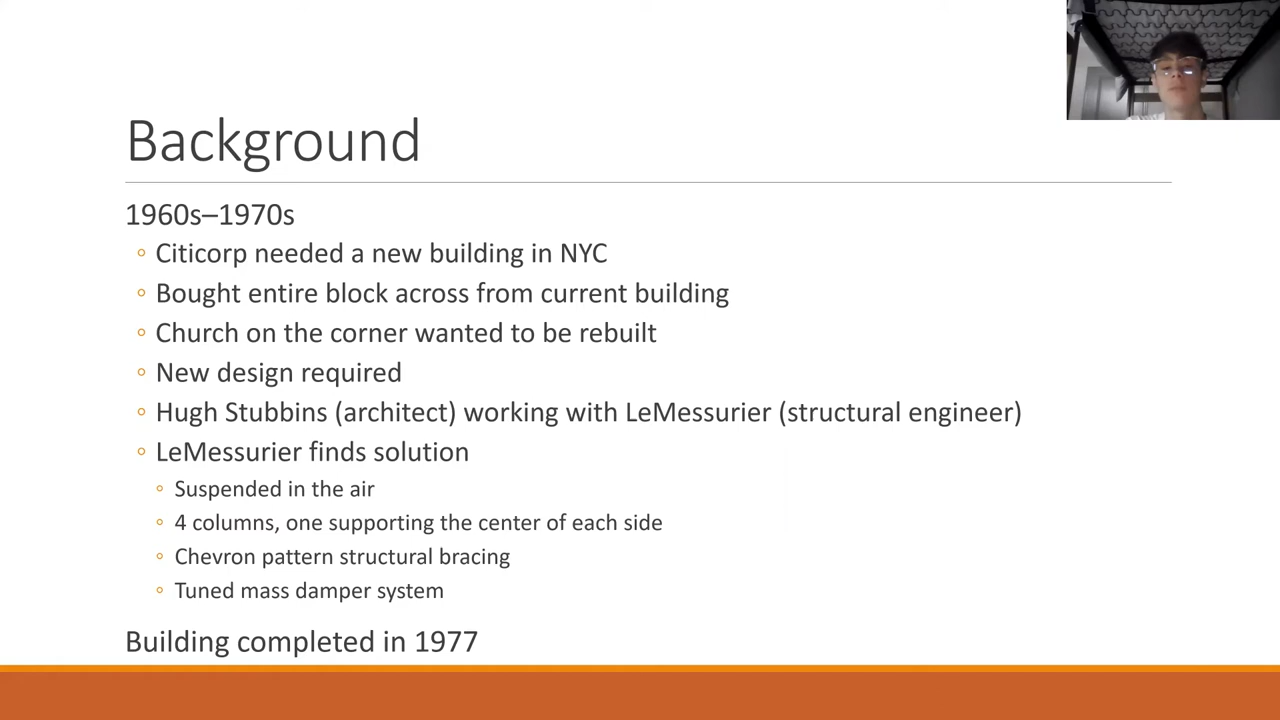 Background
1960s–1970s
◦ Citicorp needed a new building in NYC
◦ Bought entire block across from current building
◦ Church on the corner wanted to be rebuilt
◦ New design required
◦ Hugh Stubbins (architect) working with LeMessurier (structural engineer)
◦ LeMessurier finds solution
◦ Suspended in the air
◦ 4 columns, one supporting the center of each side
◦ Chevron pattern structural bracing
◦ Tuned mass damper system
Building completed in 1977